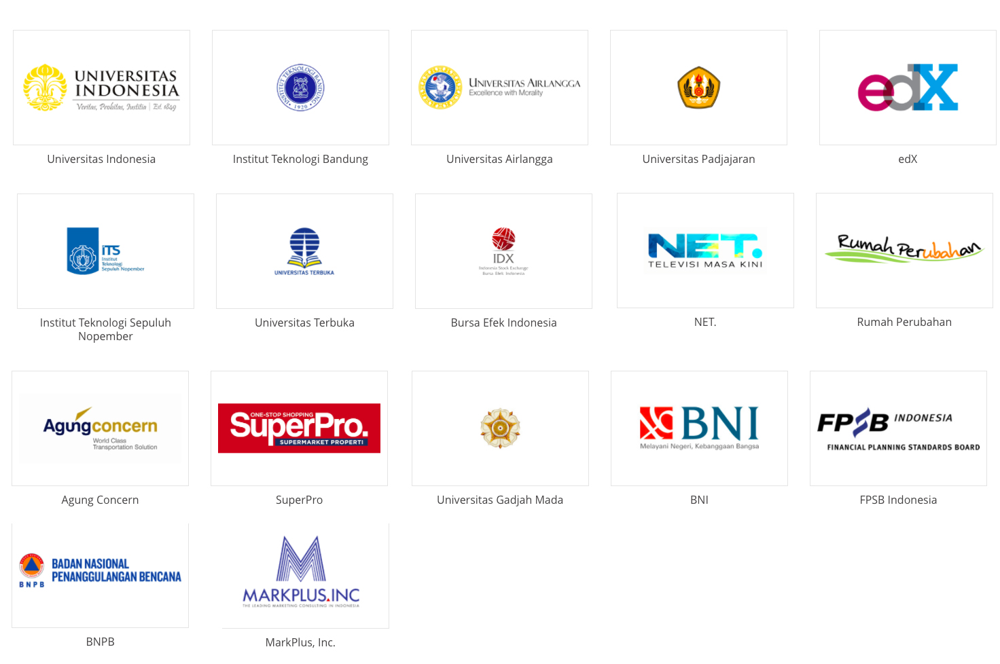 UNIVERSITAS
INDONESIA
Veritas, Probitas, Justitia | Est. 1849
Universitas Indonesia
INSTITUT TEKNOLOGI BANDUNG
• 1920 •
Institut Teknologi Bandung
UNIVERSITAS AIRLANGGA
Excellence with Morality
Universitas Airlangga
Universitas Padjajaran
edX
edX
iTS
Institut
Teknologi
Sepuluh Nopember
Institut Teknologi Sepuluh
Nopember
UNIVERSITAS TERBUKA
Universitas Terbuka
IDX
Indonesia Stock Exchange
Bursa Efek Indonesia
Bursa Efek Indonesia
NET.
TELEVISI MASA KINI
NET.
Rumah Perubahan
Rumah Perubahan
Agungconcern
World Class
Transportation Solution
Agung Concern
ONE-STOP SHOPPING
SuperPro.
SUPERMARKET PROPERTI
SuperPro
Universitas Gadjah Mada
BNI
Melayani Negeri, Kebanggaan Bangsa
BNI
FPSB INDONESIA
FINANCIAL PLANNING STANDARDS BOARD
FPSB Indonesia
BADAN NASIONAL
PENANGGULANGAN BENCANA
BNPB
BNPB
MARKPLUS.INC
THE LEADING MARKETING CONSULTING IN INDONESIA
MarkPlus, Inc.